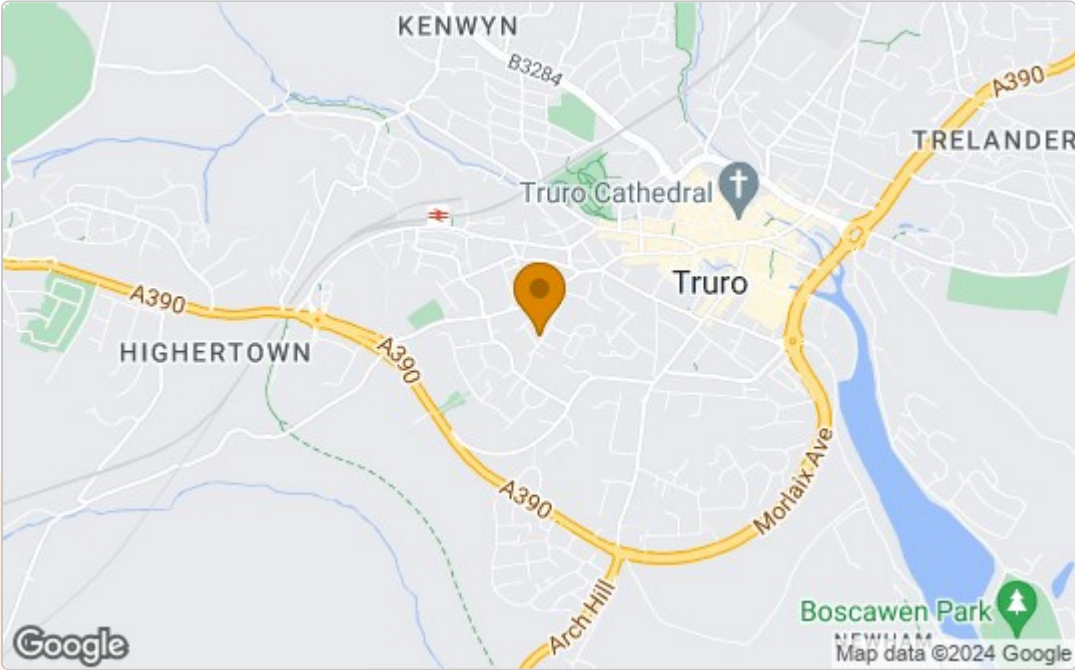 KENWYN
B3284
A390
TRELANDER
Truro Cathedral
Truro
A390
HIGHERTOWN
A390
A390
Morlaix Ave
Arch Hill
Boscawen Park
NEWHAM
Google
Map data ©2024 Google